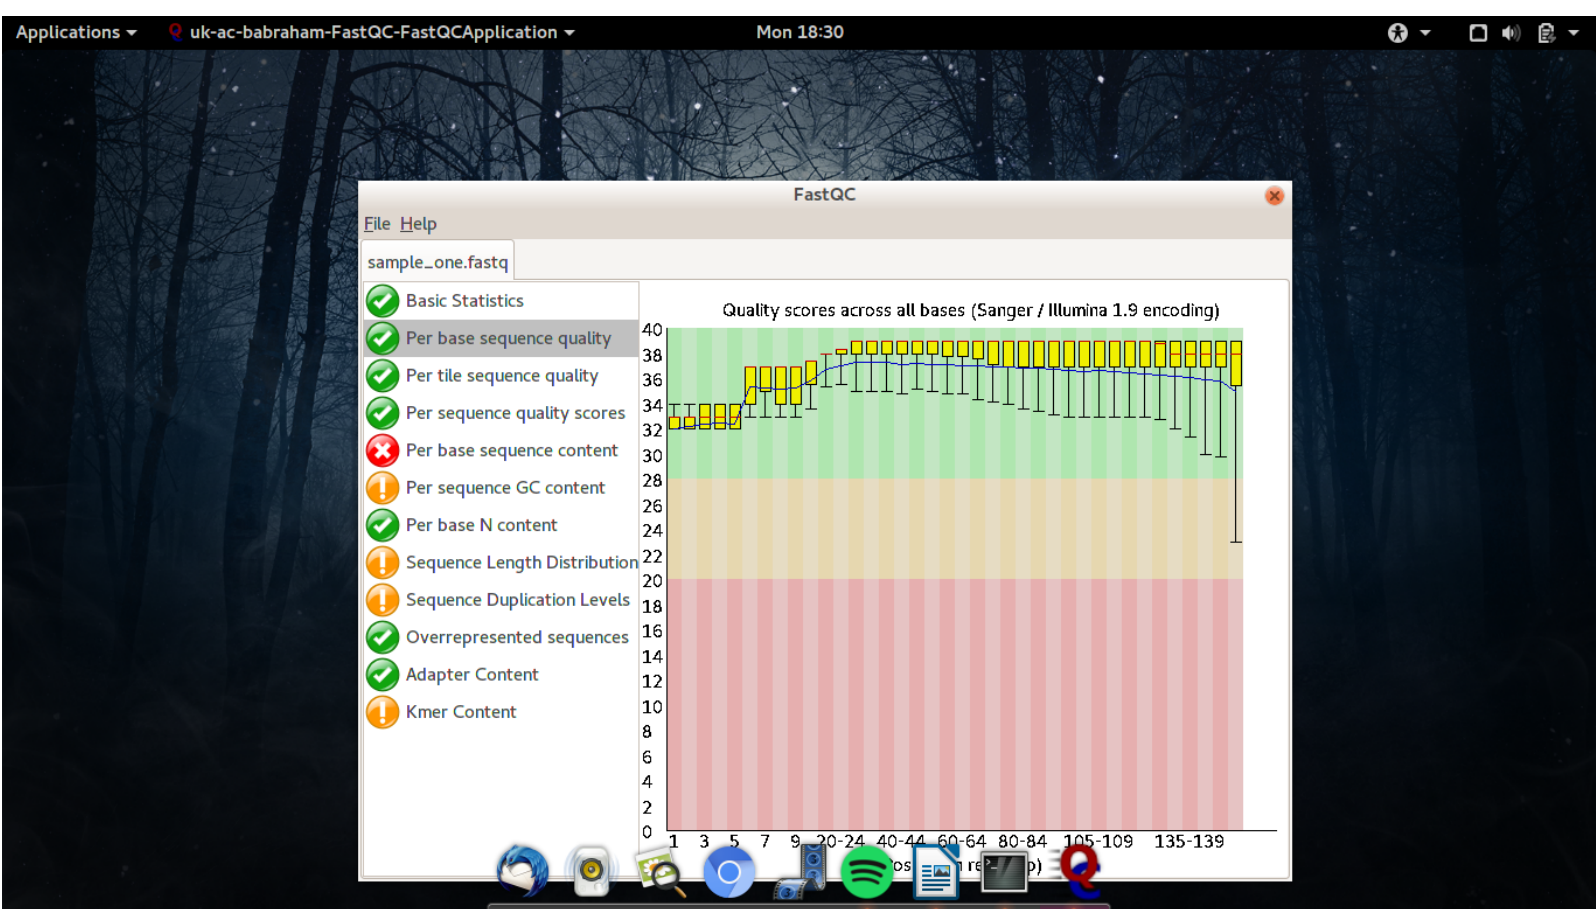 Applications uk-ac-babraham-FastQC-FastQCApplication Mon 18:30
FastQC
File Help
sample_one.fastq
Basic Statistics
Per base sequence quality
Per tile sequence quality
Per sequence quality scores
Per base sequence content
Per sequence GC content
Per base N content
Sequence Length Distribution
Sequence Duplication Levels
Overrepresented sequences
Adapter Content
Kmer Content
Quality scores across all bases (Sanger / Illumina 1.9 encoding)
40
38
36
34
32
30
28
26
24
22
20
18
16
14
12
10
8
6
4
2
0
1 3 5 7 9 20-24 40-44 60-64 80-84 105-109 135-139